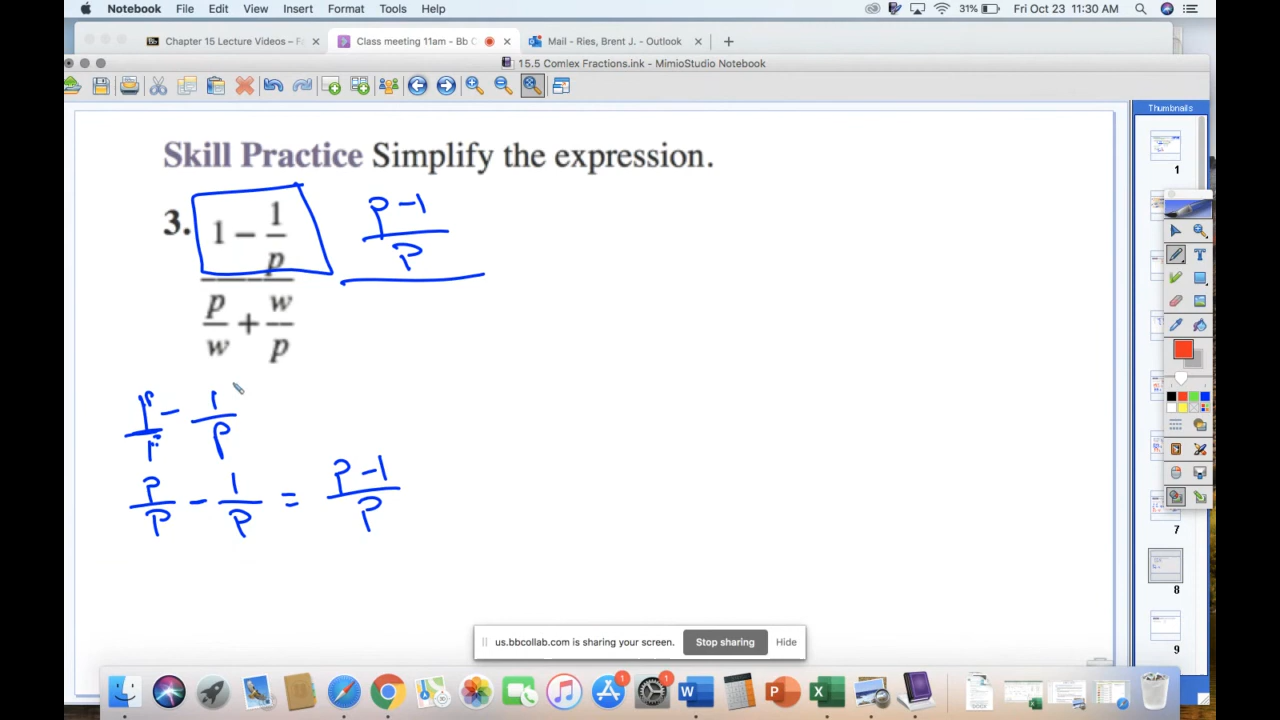 Notebook File Edit View Insert Format Tools Help 31% Fri Oct 23 11:30 AM
Chapter 15 Lecture Videos – F × Class meeting 11am - Bb C × Mail - Ries, Brent J. - Outlook × +
15.5 Comlex Fractions.ink - MimioStudio Notebook
Thumbnails
Skill Practice Simplify the expression.
1
3. 1 − 1/p p-1
p
p/w + w/p
p/p - 1/p
p/p - 1/p = p-1/p
7
8
us.bbcollab.com is sharing your screen. Stop sharing Hide
9